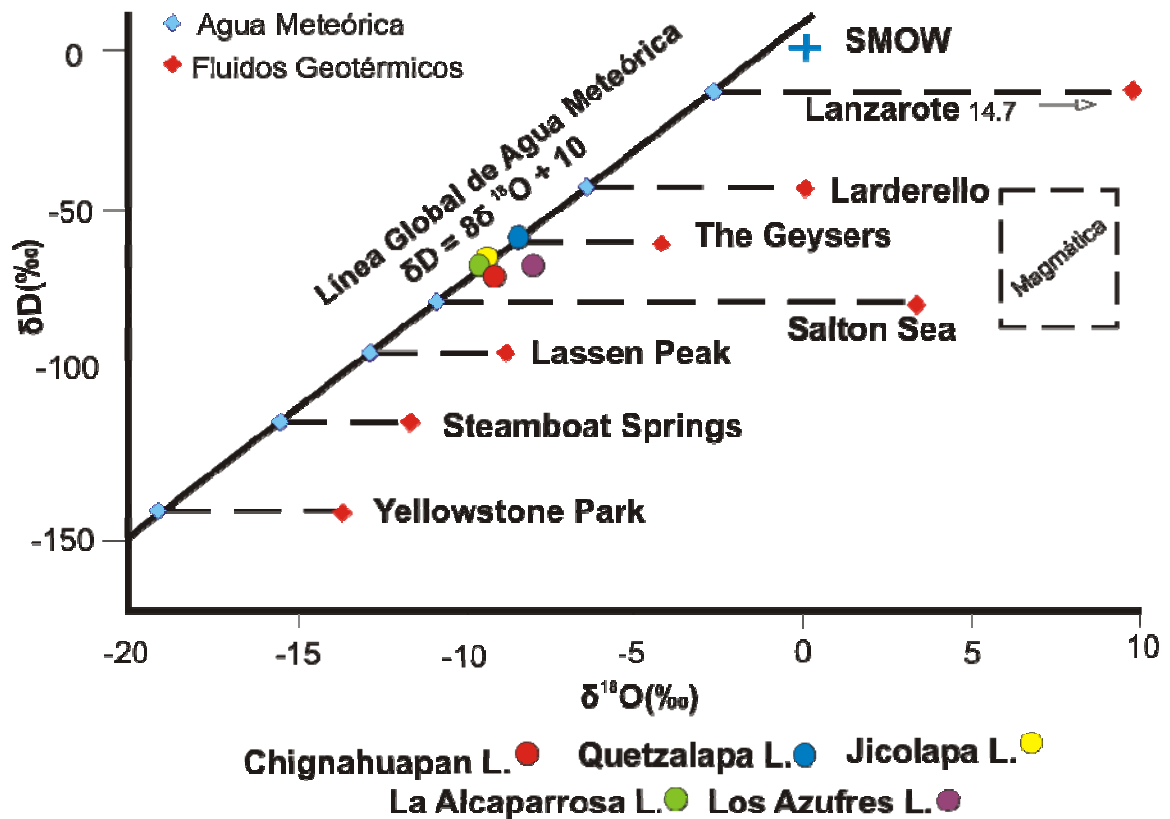 Agua Meteórica
Fluidos Geotérmicos
0
-50
-100
-150
δD(‰)
Línea Global de Agua Meteórica
δD = 8δ ¹⁸O + 10
SMOW
Lanzarote 14.7
Larderello
Magmática
The Geysers
Salton Sea
Lassen Peak
Steamboat Springs
Yellowstone Park
-20
-15
-10
-5
0
5
10
δ¹⁸O(‰)
Chignahuapan L.
Quetzalapa L.
Jicolapa L.
La Alcaparrosa L.
Los Azufres L.